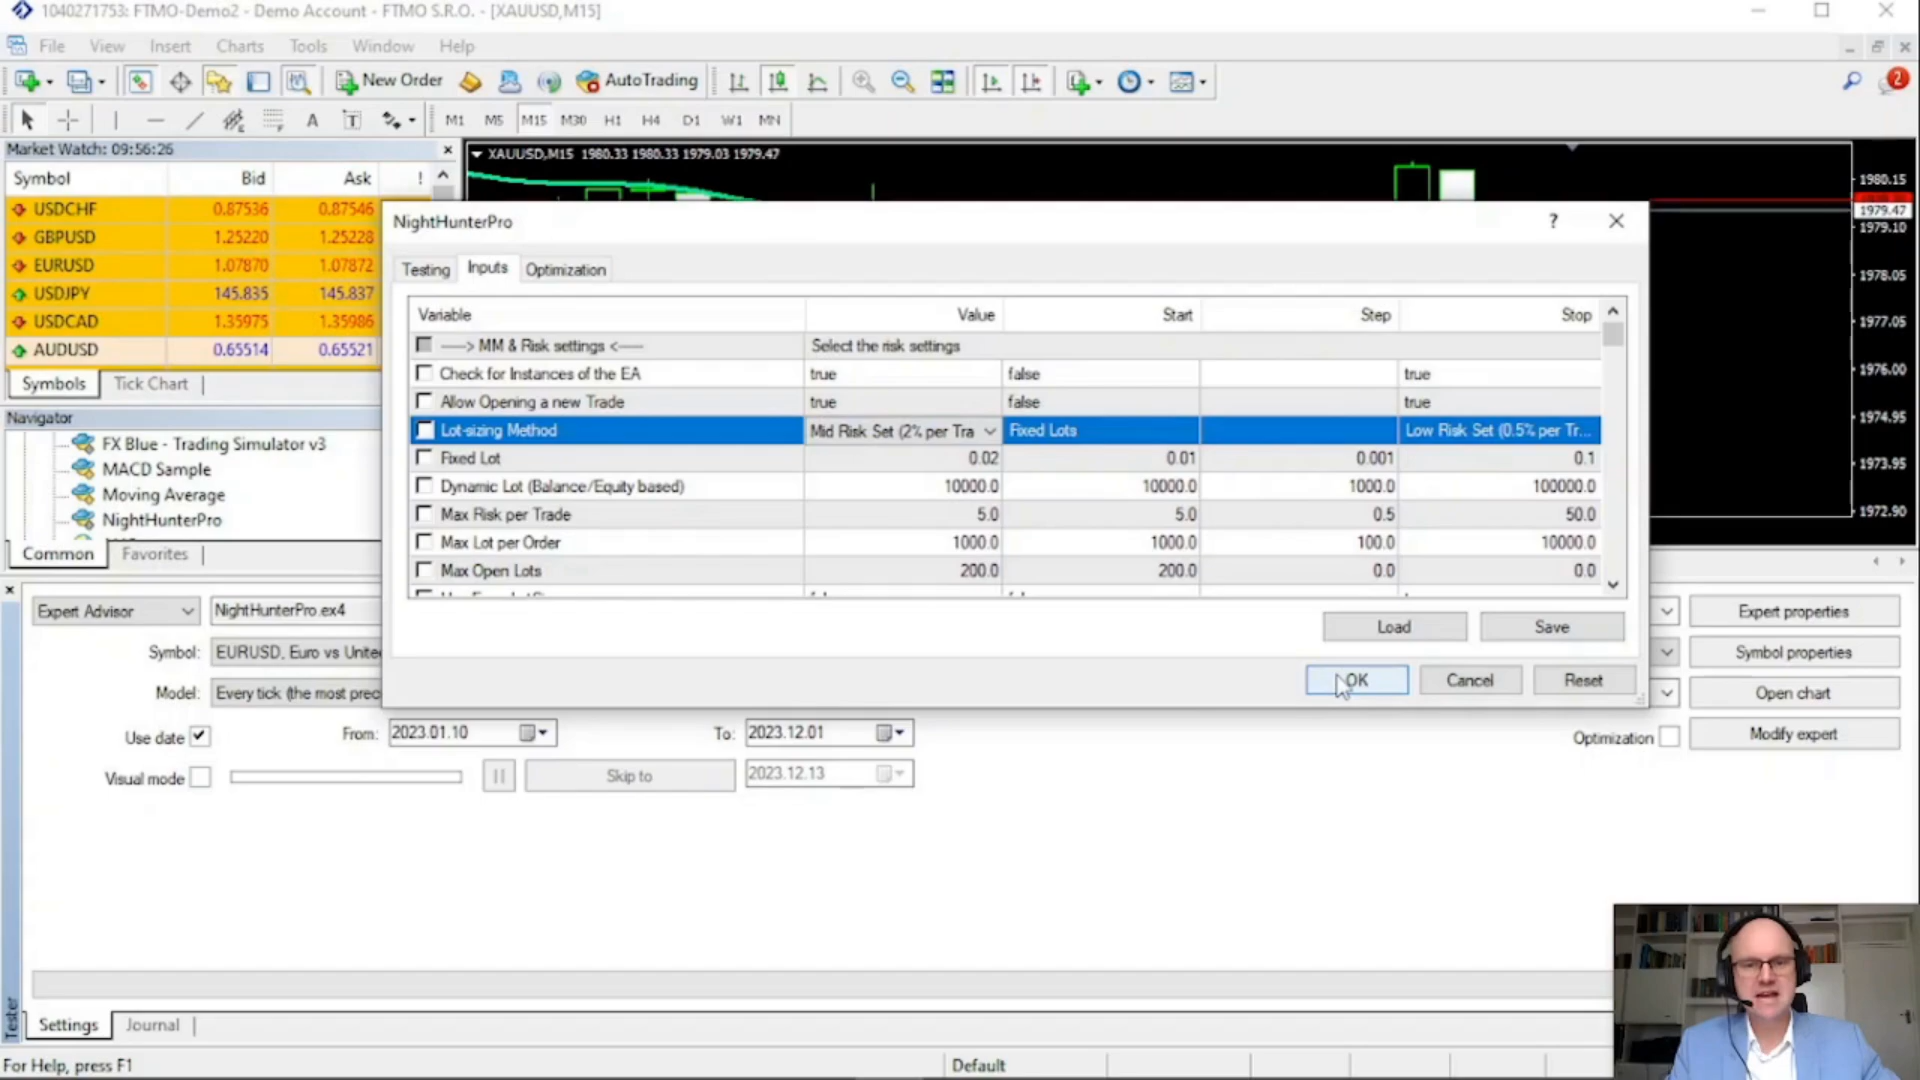 1040271753: FTMO-Demo2 - Demo Account - FTMO S.R.O. - [XAUUSD,M15]
File View Insert Charts Tools Window Help
New Order AutoTrading
2
A T M1 M5 M15 M30 H1 H4 D1 W1 MN
Market Watch: 09:56:26
Symbol Bid Ask !
USDCHF 0.87536 0.87546
GBPUSD 1.25220 1.25228
EURUSD 1.07870 1.07872
USDJPY 145.835 145.837
USDCAD 1.35975 1.35986
AUDUSD 0.65514 0.65521
Symbols Tick Chart
Navigator
FX Blue - Trading Simulator v3
MACD Sample
Moving Average
NightHunterPro
Common Favorites
XAUUSD,M15 1980.33 1980.33 1979.03 1979.47
1980.15
1979.47
1979.10
1978.05
1977.05
1976.00
1974.95
1973.95
1972.90
NightHunterPro ?
Testing Inputs Optimization
Variable Value Start Step Stop
---> MM & Risk settings <--- Select the risk settings
Check for Instances of the EA true false true
Allow Opening a new Trade true false true
Lot-sizing Method Mid Risk Set (2% per Tra Fixed Lots Low Risk Set (0.5% per Tr...
Fixed Lot 0.02 0.01 0.001 0.1
Dynamic Lot (Balance/Equity based) 10000.0 10000.0 1000.0 100000.0
Max Risk per Trade 5.0 5.0 0.5 50.0
Max Lot per Order 1000.0 1000.0 100.0 10000.0
Max Open Lots 200.0 200.0 0.0 0.0
Load Save
OK Cancel Reset
Expert Advisor NightHunterPro.ex4 Expert properties
Symbol: EURUSD, Euro vs Unite Symbol properties
Model: Every tick (the most prec Open chart
Use date From: 2023.01.10 To: 2023.12.01 Optimization Modify expert
Visual mode Skip to 2023.12.13
Tester
Settings Journal
For Help, press F1 Default